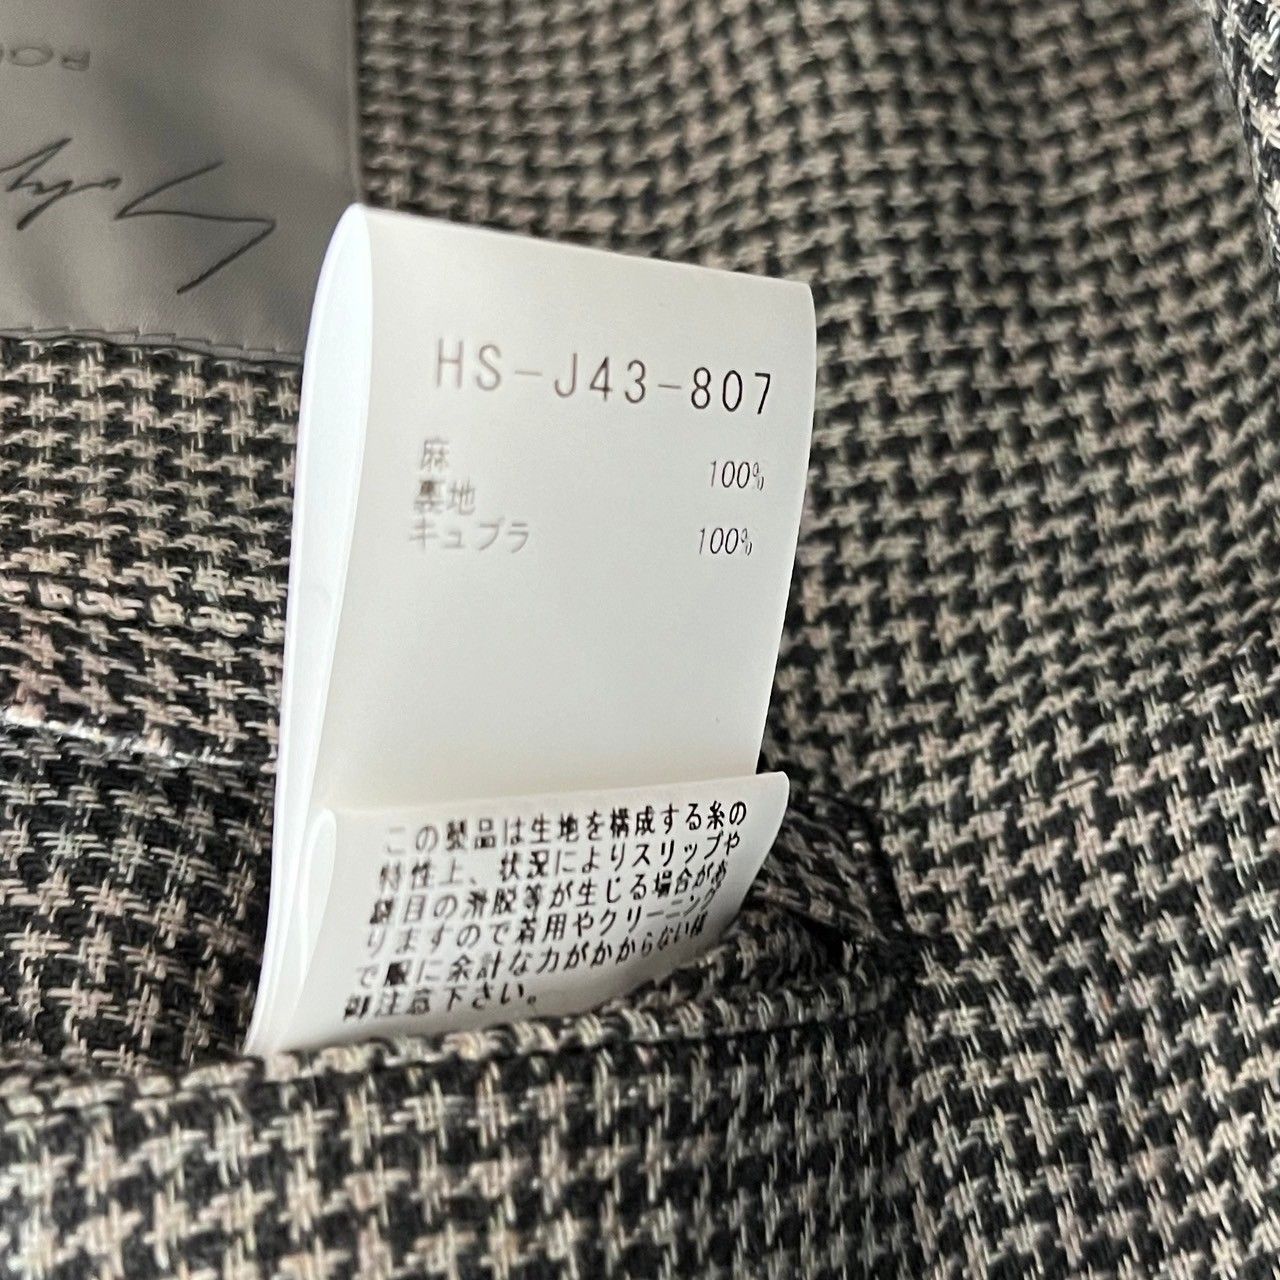 HS-J43-807
麻 100%
裏地
キュプラ 100%
この製品は生地を構成する糸の
特性上、状況によりスリップや
縫目の滑脱等が生じる場合があ
りますので着用やクリーニング
で服に余計な力がかからない様
御注意下さい。